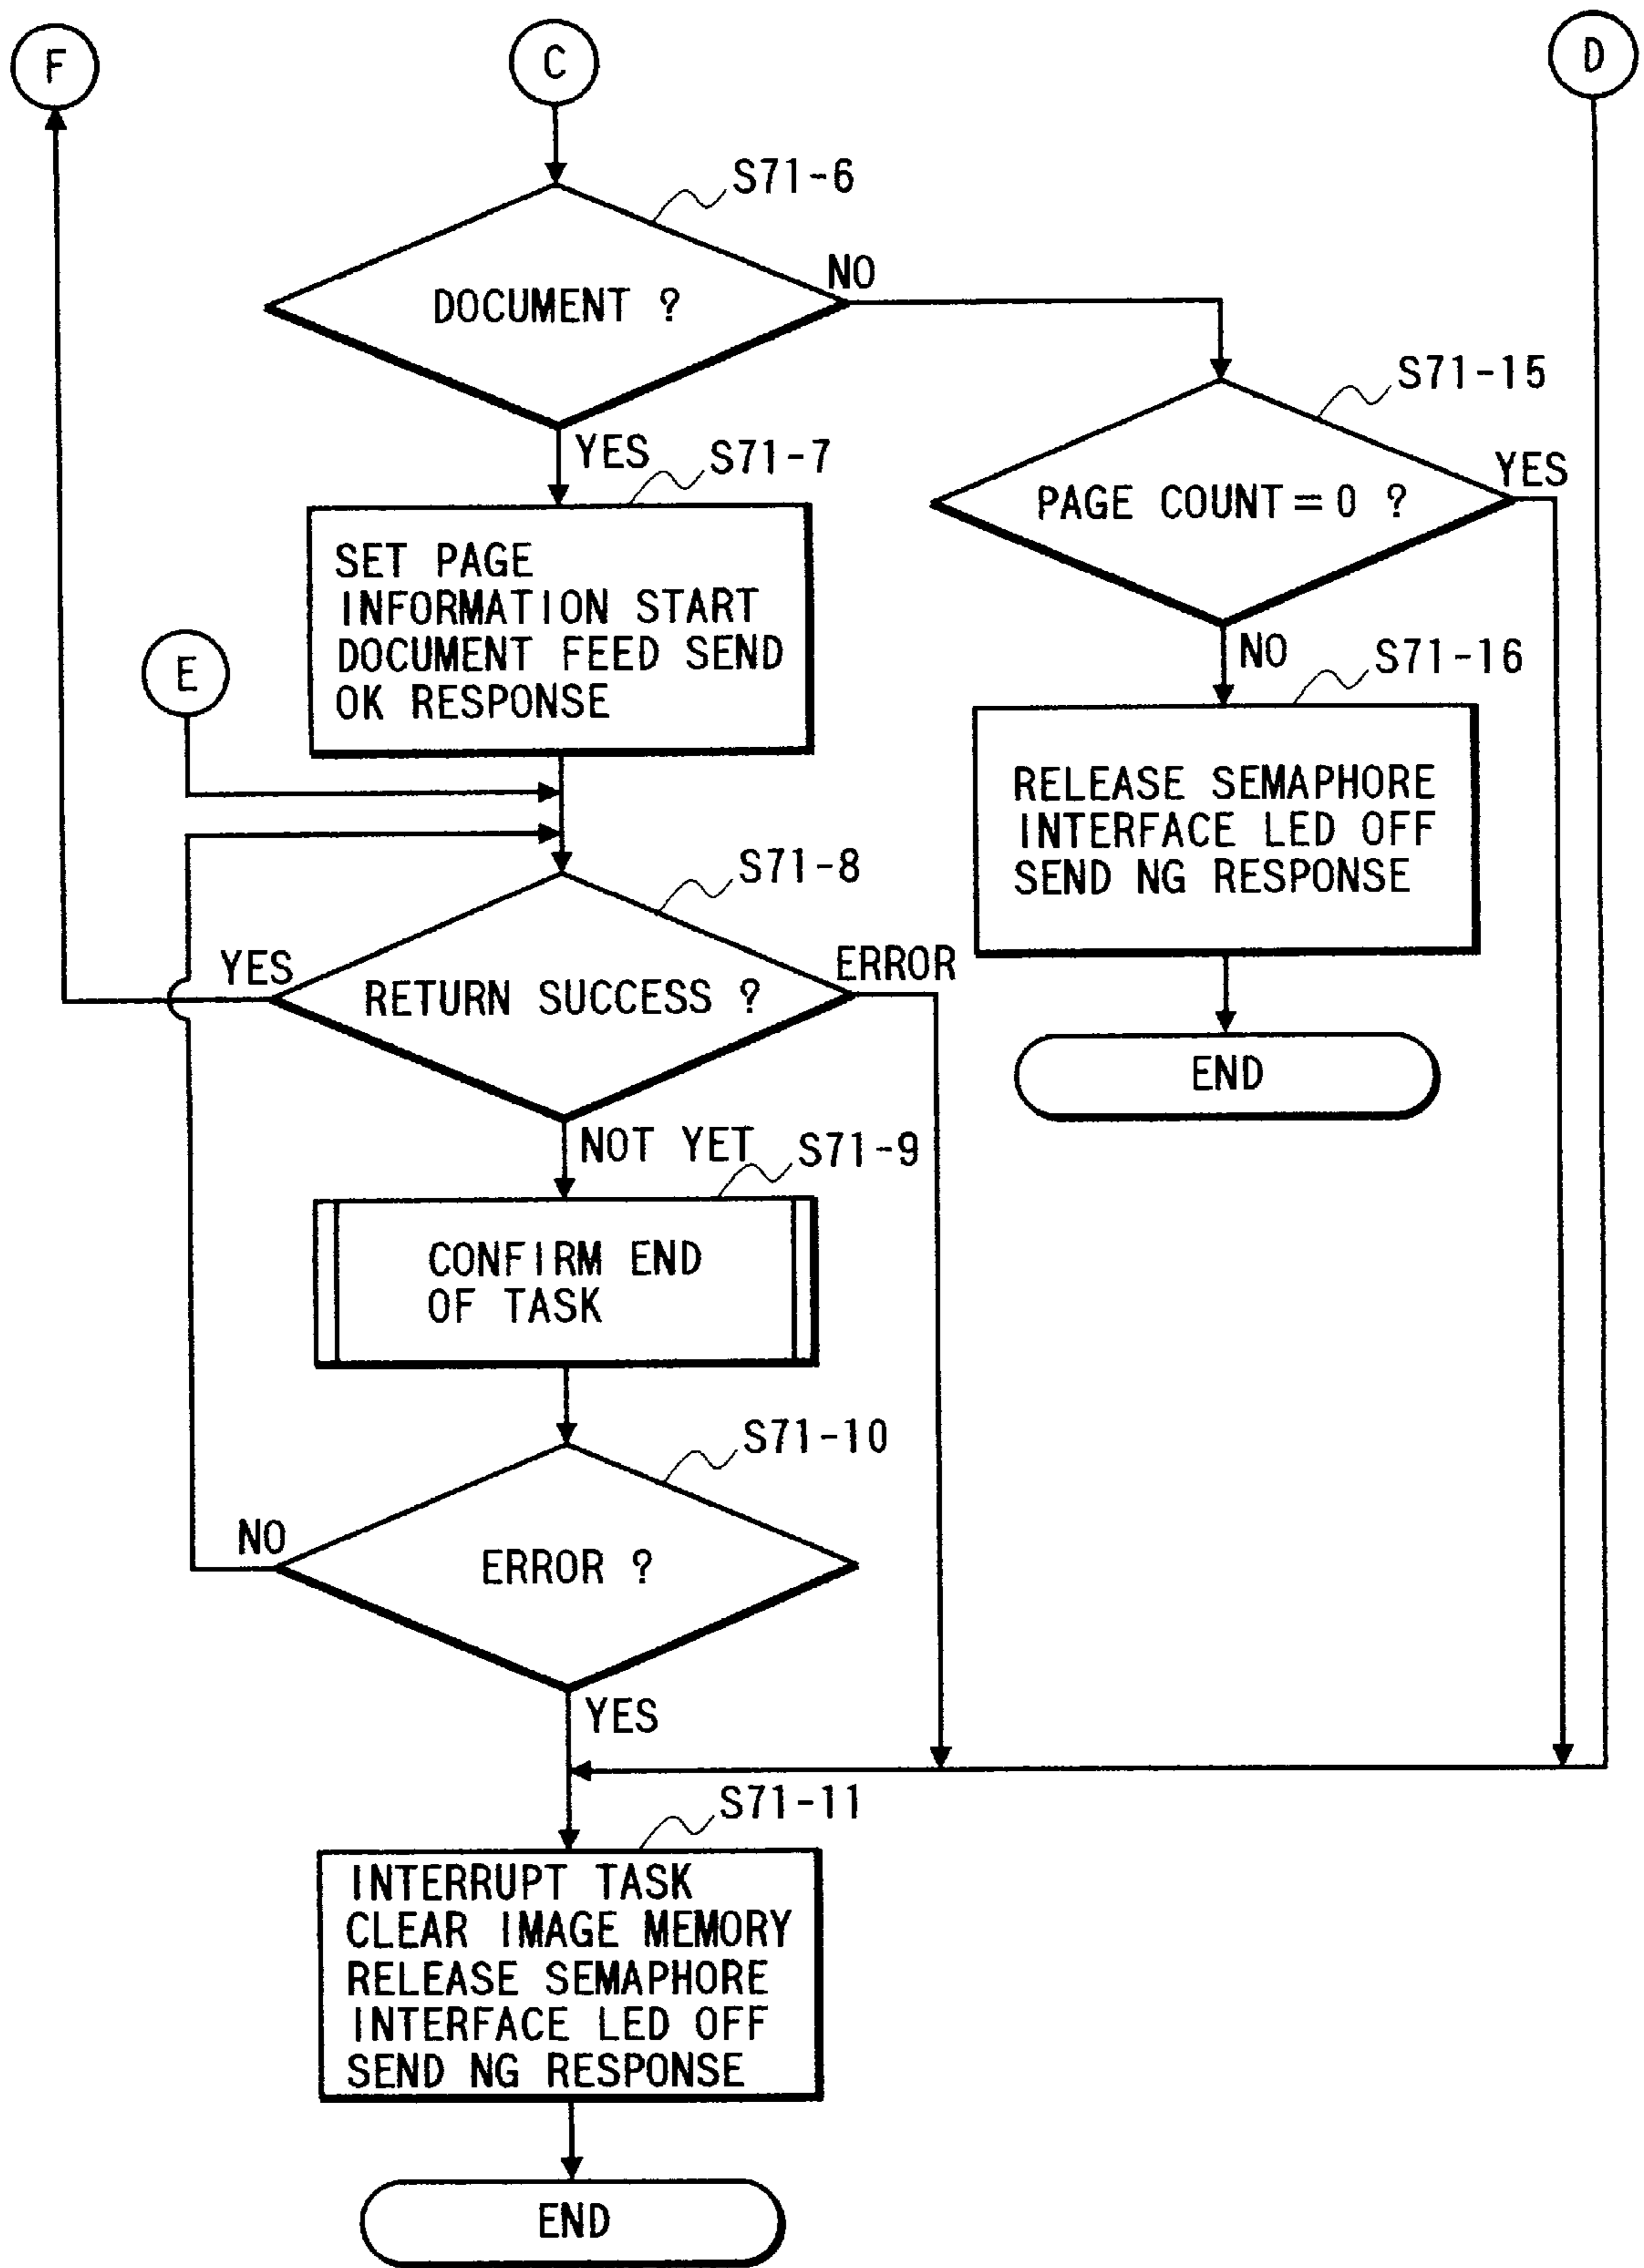 F
C
D
S71-6
DOCUMENT ?
NO
S71-15
PAGE COUNT = 0 ?
YES
YES
S71-7
SET PAGE
INFORMATION START
DOCUMENT FEED SEND
OK RESPONSE
E
NO
S71-16
RELEASE SEMAPHORE
INTERFACE LED OFF
SEND NG RESPONSE
END
S71-8
RETURN SUCCESS ?
YES
ERROR
NOT YET
S71-9
CONFIRM END
OF TASK
S71-10
ERROR ?
NO
YES
S71-11
INTERRUPT TASK
CLEAR IMAGE MEMORY
RELEASE SEMAPHORE
INTERFACE LED OFF
SEND NG RESPONSE
END